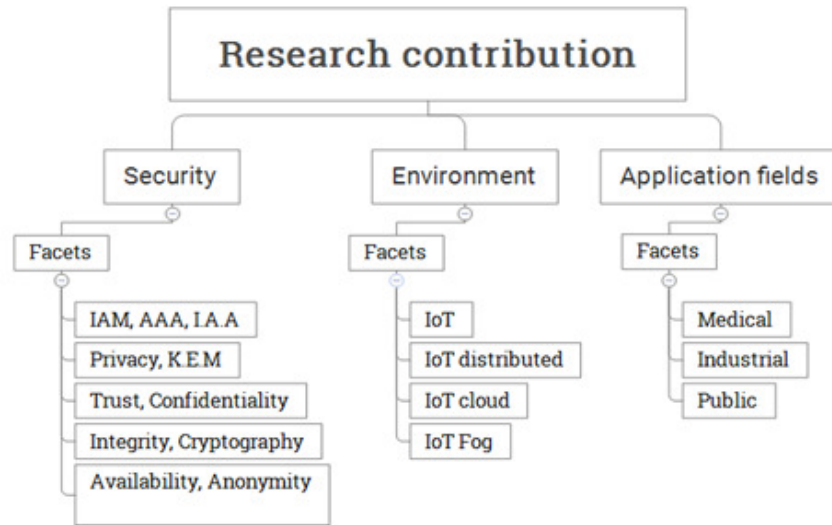 Research contribution
Security
Environment
Application fields
Facets
Facets
Facets
IAM, AAA, I.A.A
Privacy, K.E.M
Trust, Confidentiality
Integrity, Cryptography
Availability, Anonymity
IoT
IoT distributed
IoT cloud
IoT Fog
Medical
Industrial
Public